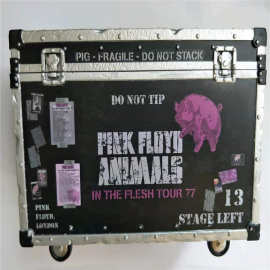 PIG - FRAGILE - DO NOT STACK
DO NOT TIP
PINK FLOYD
ANIMALS
IN THE FLESH TOUR 77
PINK
FLOYD,
LONDON
13
STAGE LEFT